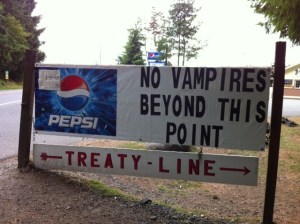 PEPSI
NO VAMPIRES
BEYOND THIS
POINT
TREATY-LINE